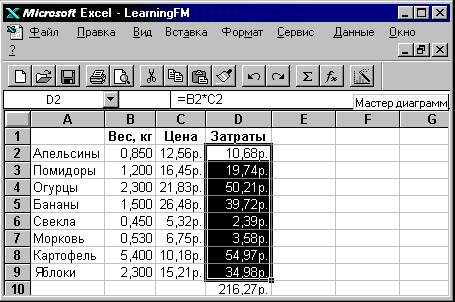 Microsoft Excel - LearningFM
Файл Правка Вид Вставка Формат Сервис Данные Окно
?
D2 =B2*C2
Мастер диаграмм
A B C D E F G
1 Вес, кг Цена Затраты
2 Апельсины 0,850 12,56р. 10,68р.
3 Помидоры 1,200 16,45р. 19,74р.
4 Огурцы 2,300 21,83р. 50,21р.
5 Бананы 1,500 26,48р. 39,72р.
6 Свекла 0,450 5,32р. 2,39р.
7 Морковь 0,530 6,75р. 3,58р.
8 Картофель 5,400 10,18р. 54,97р.
9 Яблоки 2,300 15,21р. 34,98р.
10 216,27р.